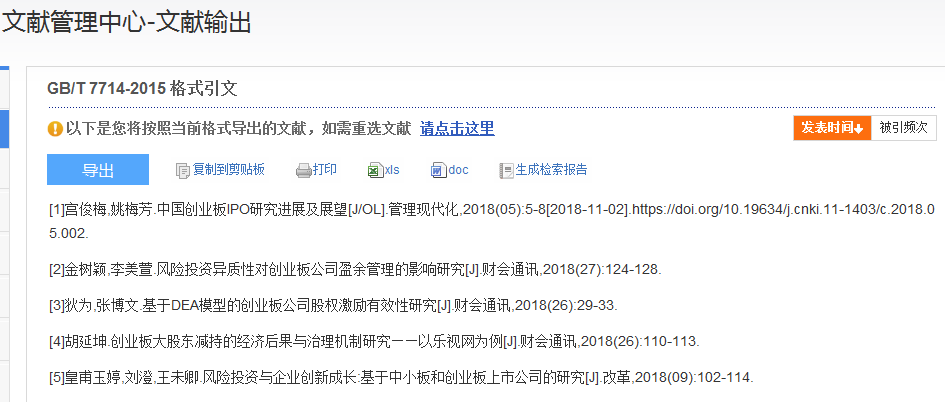 文献管理中心-文献输出
GB/T 7714-2015 格式引文
以下是您将按照当前格式导出的文献，如需重选文献 请点击这里
发表时间 被引频次
导出 复制到剪贴板 打印 xls doc 生成检索报告
[1]宫俊梅,姚梅芳.中国创业板IPO研究进展及展望[J/OL].管理现代化,2018(05):5-8[2018-11-02].https://doi.org/10.19634/j.cnki.11-1403/c.2018.0
5.002.
[2]金树颖,李美萱.风险投资异质性对创业板公司盈余管理的影响研究[J].财会通讯,2018(27):124-128.
[3]狄为,张博文.基于DEA模型的创业板公司股权激励有效性研究[J].财会通讯,2018(26):29-33.
[4]胡延坤.创业板大股东减持的经济后果与治理机制研究——以乐视网为例[J].财会通讯,2018(26):110-113.
[5]皇甫玉婷,刘澄,王未卿.风险投资与企业创新成长:基于中小板和创业板上市公司的研究[J].改革,2018(09):102-114.